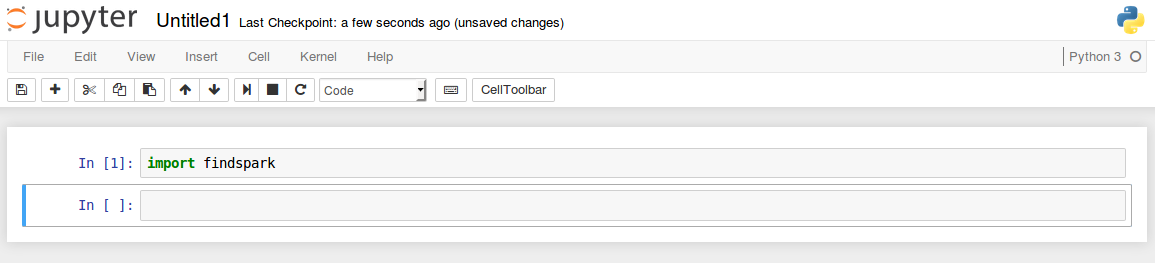 jupyter Untitled1 Last Checkpoint: a few seconds ago (unsaved changes)
File Edit View Insert Cell Kernel Help Python 3
Code CellToolbar
In [1]: import findspark
In [ ]: